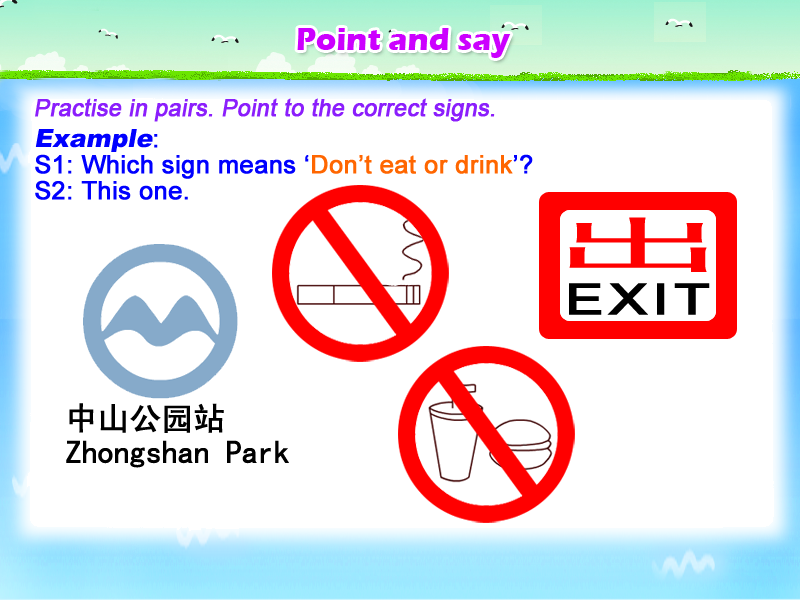 Point and say
Practise in pairs. Point to the correct signs.
Example:
S1: Which sign means ‘Don’t eat or drink’?
S2: This one.
出
EXIT
中山公园站
Zhongshan Park